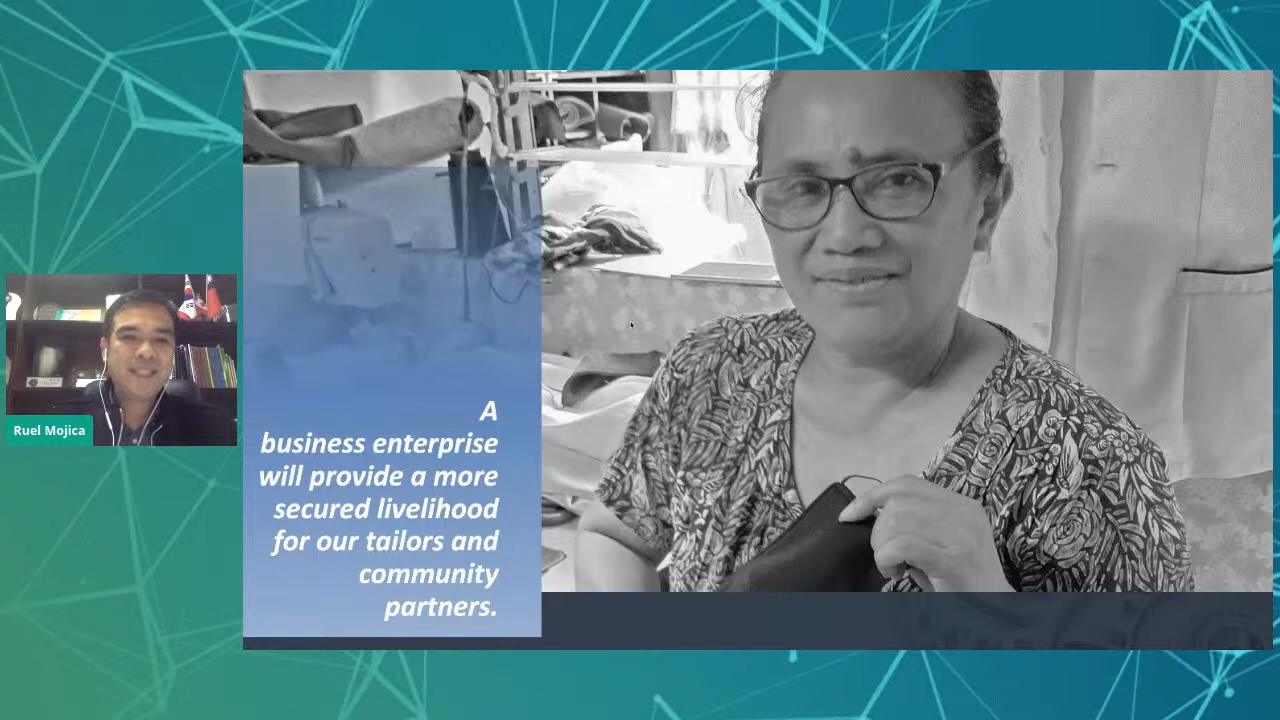 Ruel Mojica
A
business enterprise
will provide a more
secured livelihood
for our tailors and
community
partners.